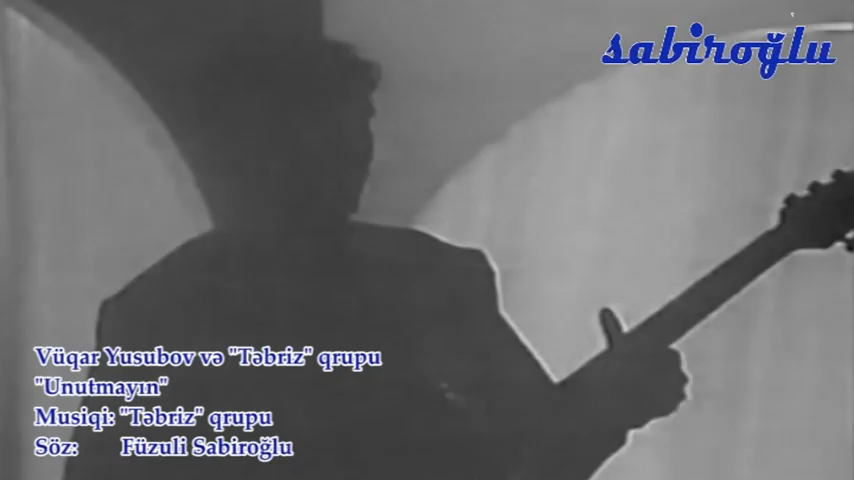 sabiroğlu
Vüqar Yusubov və "Təbriz" qrupu
"Unutmayın"
Musiqi: "Təbriz" qrupu
Söz: Füzuli Sabiroğlu